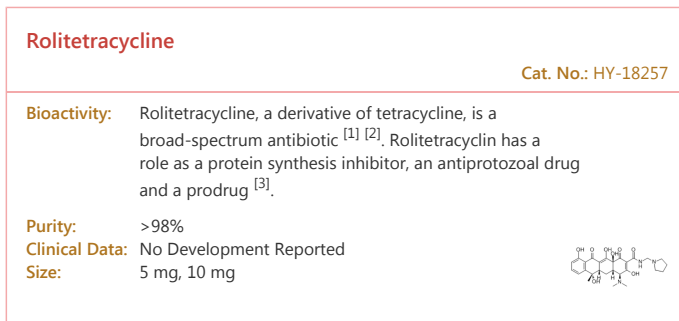 Rolitetracycline
Cat. No.: HY-18257
Bioactivity: Rolitetracycline, a derivative of tetracycline, is a
broad-spectrum antibiotic [1] [2]. Rolitetracyclin has a
role as a protein synthesis inhibitor, an antiprotozoal drug
and a prodrug [3].
Purity: >98%
Clinical Data: No Development Reported
Size: 5 mg, 10 mg